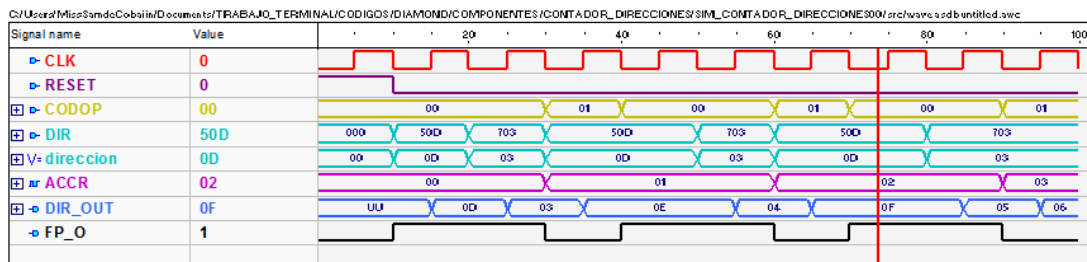 C:/Users/MissSamdeCobaiin/Documents/TRABAJO_TERMINAL/CODIGOS/DIAMOND/COMPONENTES/CONTADOR_DIRECCIONES/SIM_CONTADOR_DIRECCIONES00/src/wave.asdbuntitled.awc
Signal name Value 20 40 60 80 100
CLK 0
RESET 0
CODOP 00 00 01 00 01 00 01
DIR 50D 000 50D 703 50D 703 50D 703
V= direccion 0D 00 0D 03 0D 03 0D 03
ACCR 02 00 01 02 03
DIR_OUT 0F UU 0D 03 0E 04 0F 05 06
FP_O 1